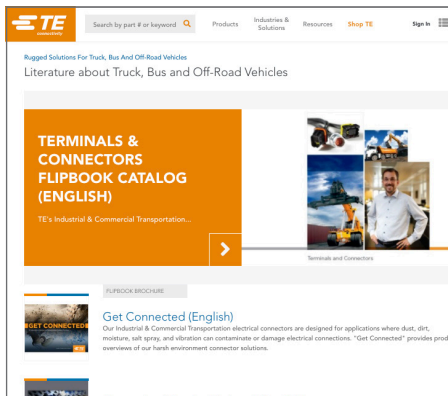 TE
connectivity
Search by part # or keyword
Products
Industries &
Solutions
Resources
Shop TE
Sign In
Rugged Solutions For Truck, Bus And Off-Road Vehicles
Literature about Truck, Bus and Off-Road Vehicles
TERMINALS &
CONNECTORS
FLIPBOOK CATALOG
(ENGLISH)
TE's Industrial & Commercial Transportation...
Terminals and Connectors
FLIPBOOK BROCHURE
GET CONNECTED
Get Connected (English)
Our Industrial & Commercial Transportation electrical connectors are designed for applications where dust, dirt,
moisture, salt spray, and vibration can contaminate or damage electrical connections. "Get Connected" provides prod
overviews of our harsh environment connector solutions.